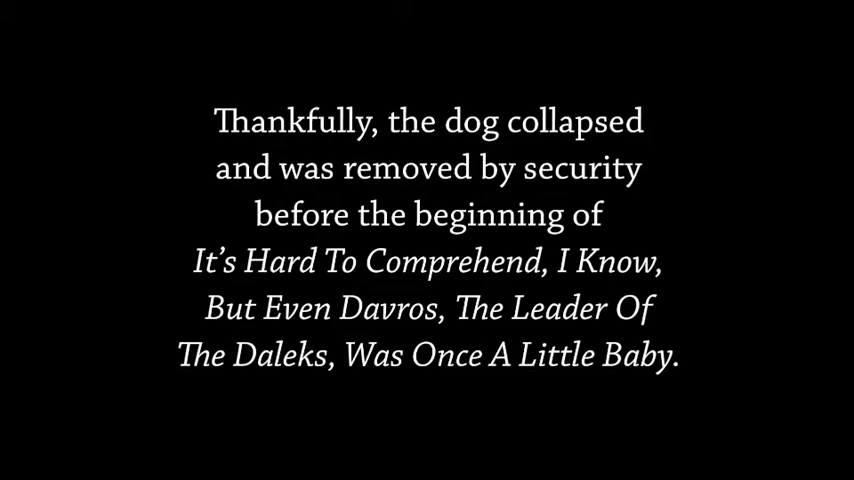 Thankfully, the dog collapsed
and was removed by security
before the beginning of
It’s Hard To Comprehend, I Know,
But Even Davros, The Leader Of
The Daleks, Was Once A Little Baby.